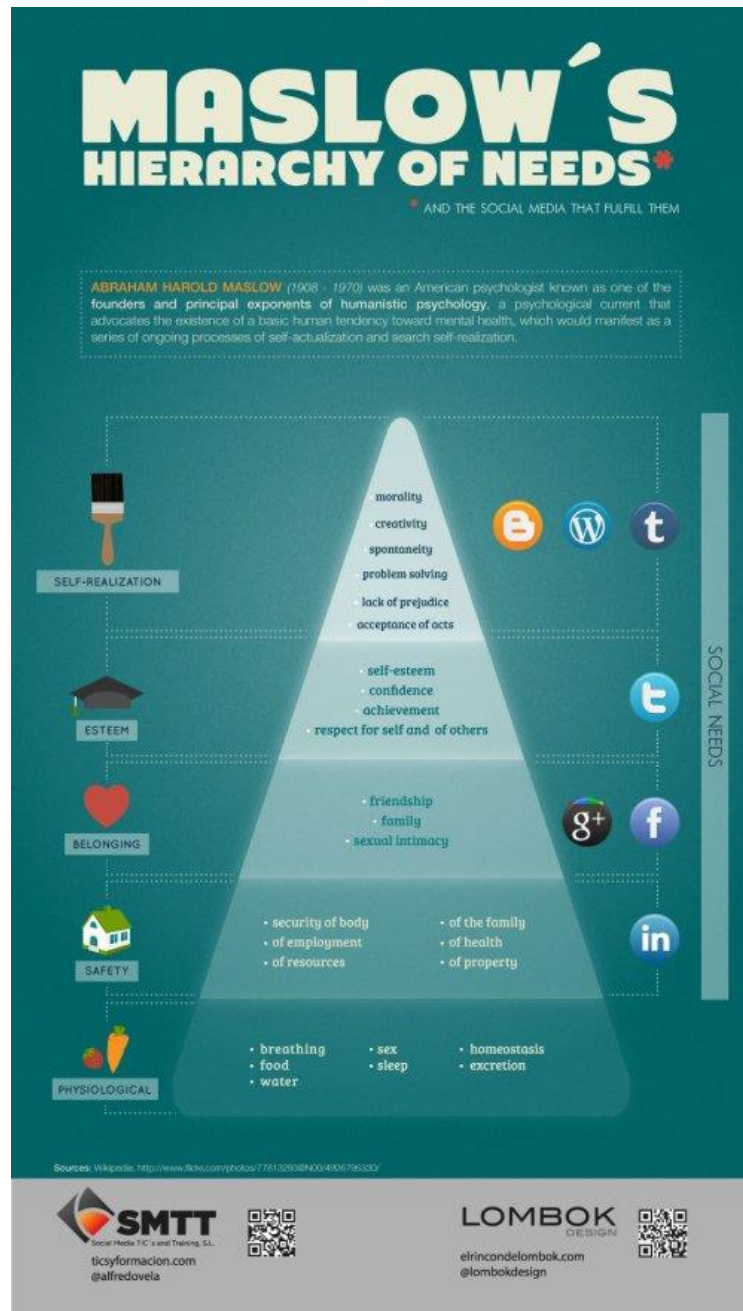 MASLOW´S
HIERARCHY OF NEEDS*
* AND THE SOCIAL MEDIA THAT FULFILL THEM
ABRAHAM HAROLD MASLOW (1908 - 1970) was an American psychologist known as one of the
founders and principal exponents of humanistic psychology, a psychological current that
advocates the existence of a basic human tendency toward mental health, which would manifest as a
series of ongoing processes of self-actualization and search self-realization.
SELF-REALIZATION
• morality
• creativity
• spontaneity
• problem solving
• lack of prejudice
• acceptance of acts
B
W
t
ESTEEM
• self-esteem
• confidence
• achievement
• respect for self and of others
t
BELONGING
• friendship
• family
• sexual intimacy
g+
f
SAFETY
• security of body
• of employment
• of resources
• of the family
• of health
• of property
in
SOCIAL NEEDS
PHYSIOLOGICAL
• breathing
• food
• water
• sex
• sleep
• homeostasis
• excretion
Sources: Wikipedia,
SMTT
Social Media TIC´s and Training, S.L.
ticsyformacion.com
@alfredovela
LOMBOK
DESIGN
elrincondelombok.com
@lombokdesign